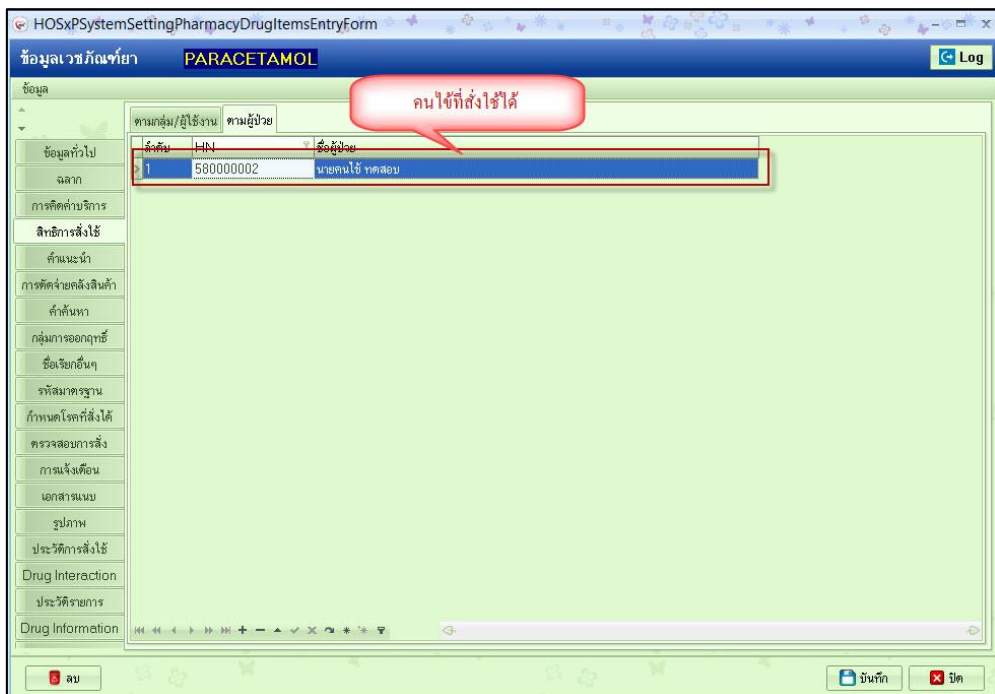 HOSxPSystemSettingPharmacyDrugItemsEntryForm
ข้อมูลเวชภัณฑ์ยา PARACETAMOL Log
ข้อมูล
คนไข้ที่สั่งใช้ได้
ตามกลุ่ม/ผู้ใช้งาน ตามผู้ป่วย
ลำดับ HN ชื่อผู้ป่วย
1 580000002 นายคนไข้ ทดสอบ
ข้อมูลทั่วไป
ฉลาก
การคิดค่าบริการ
สิทธิการสั่งใช้
คำแนะนำ
การตัดจ่ายคลังสินค้า
คำค้นหา
กลุ่มการออกฤทธิ์
ชื่อเรียกอื่นๆ
รหัสมาตรฐาน
กำหนดโรคที่สั่งได้
ตรวจสอบการสั่ง
การแจ้งเตือน
เอกสารแนบ
รูปภาพ
ประวัติการสั่งใช้
Drug Interaction
ประวัติรายการ
Drug Information
ลบ บันทึก ปิด